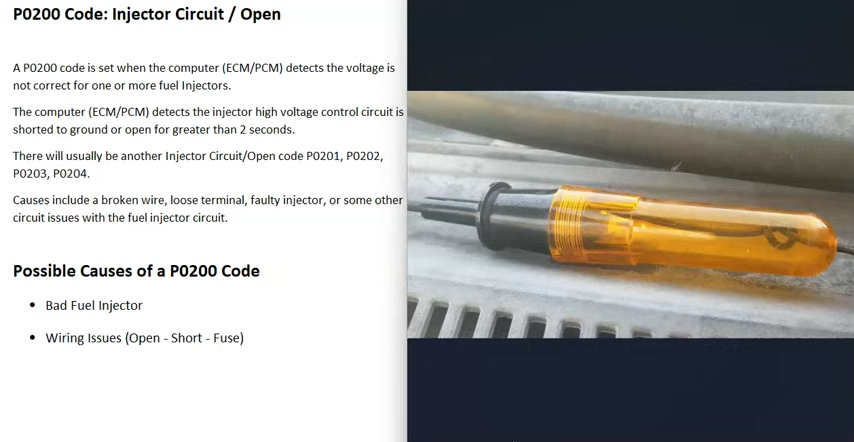 P0200 Code: Injector Circuit / Open
A P0200 code is set when the computer (ECM/PCM) detects the voltage is
not correct for one or more fuel Injectors.
The computer (ECM/PCM) detects the injector high voltage control circuit is
shorted to ground or open for greater than 2 seconds.
There will usually be another Injector Circuit/Open code P0201, P0202,
P0203, P0204.
Causes include a broken wire, loose terminal, faulty injector, or some other
circuit issues with the fuel injector circuit.
Possible Causes of a P0200 Code
• Bad Fuel Injector
• Wiring Issues (Open - Short - Fuse)